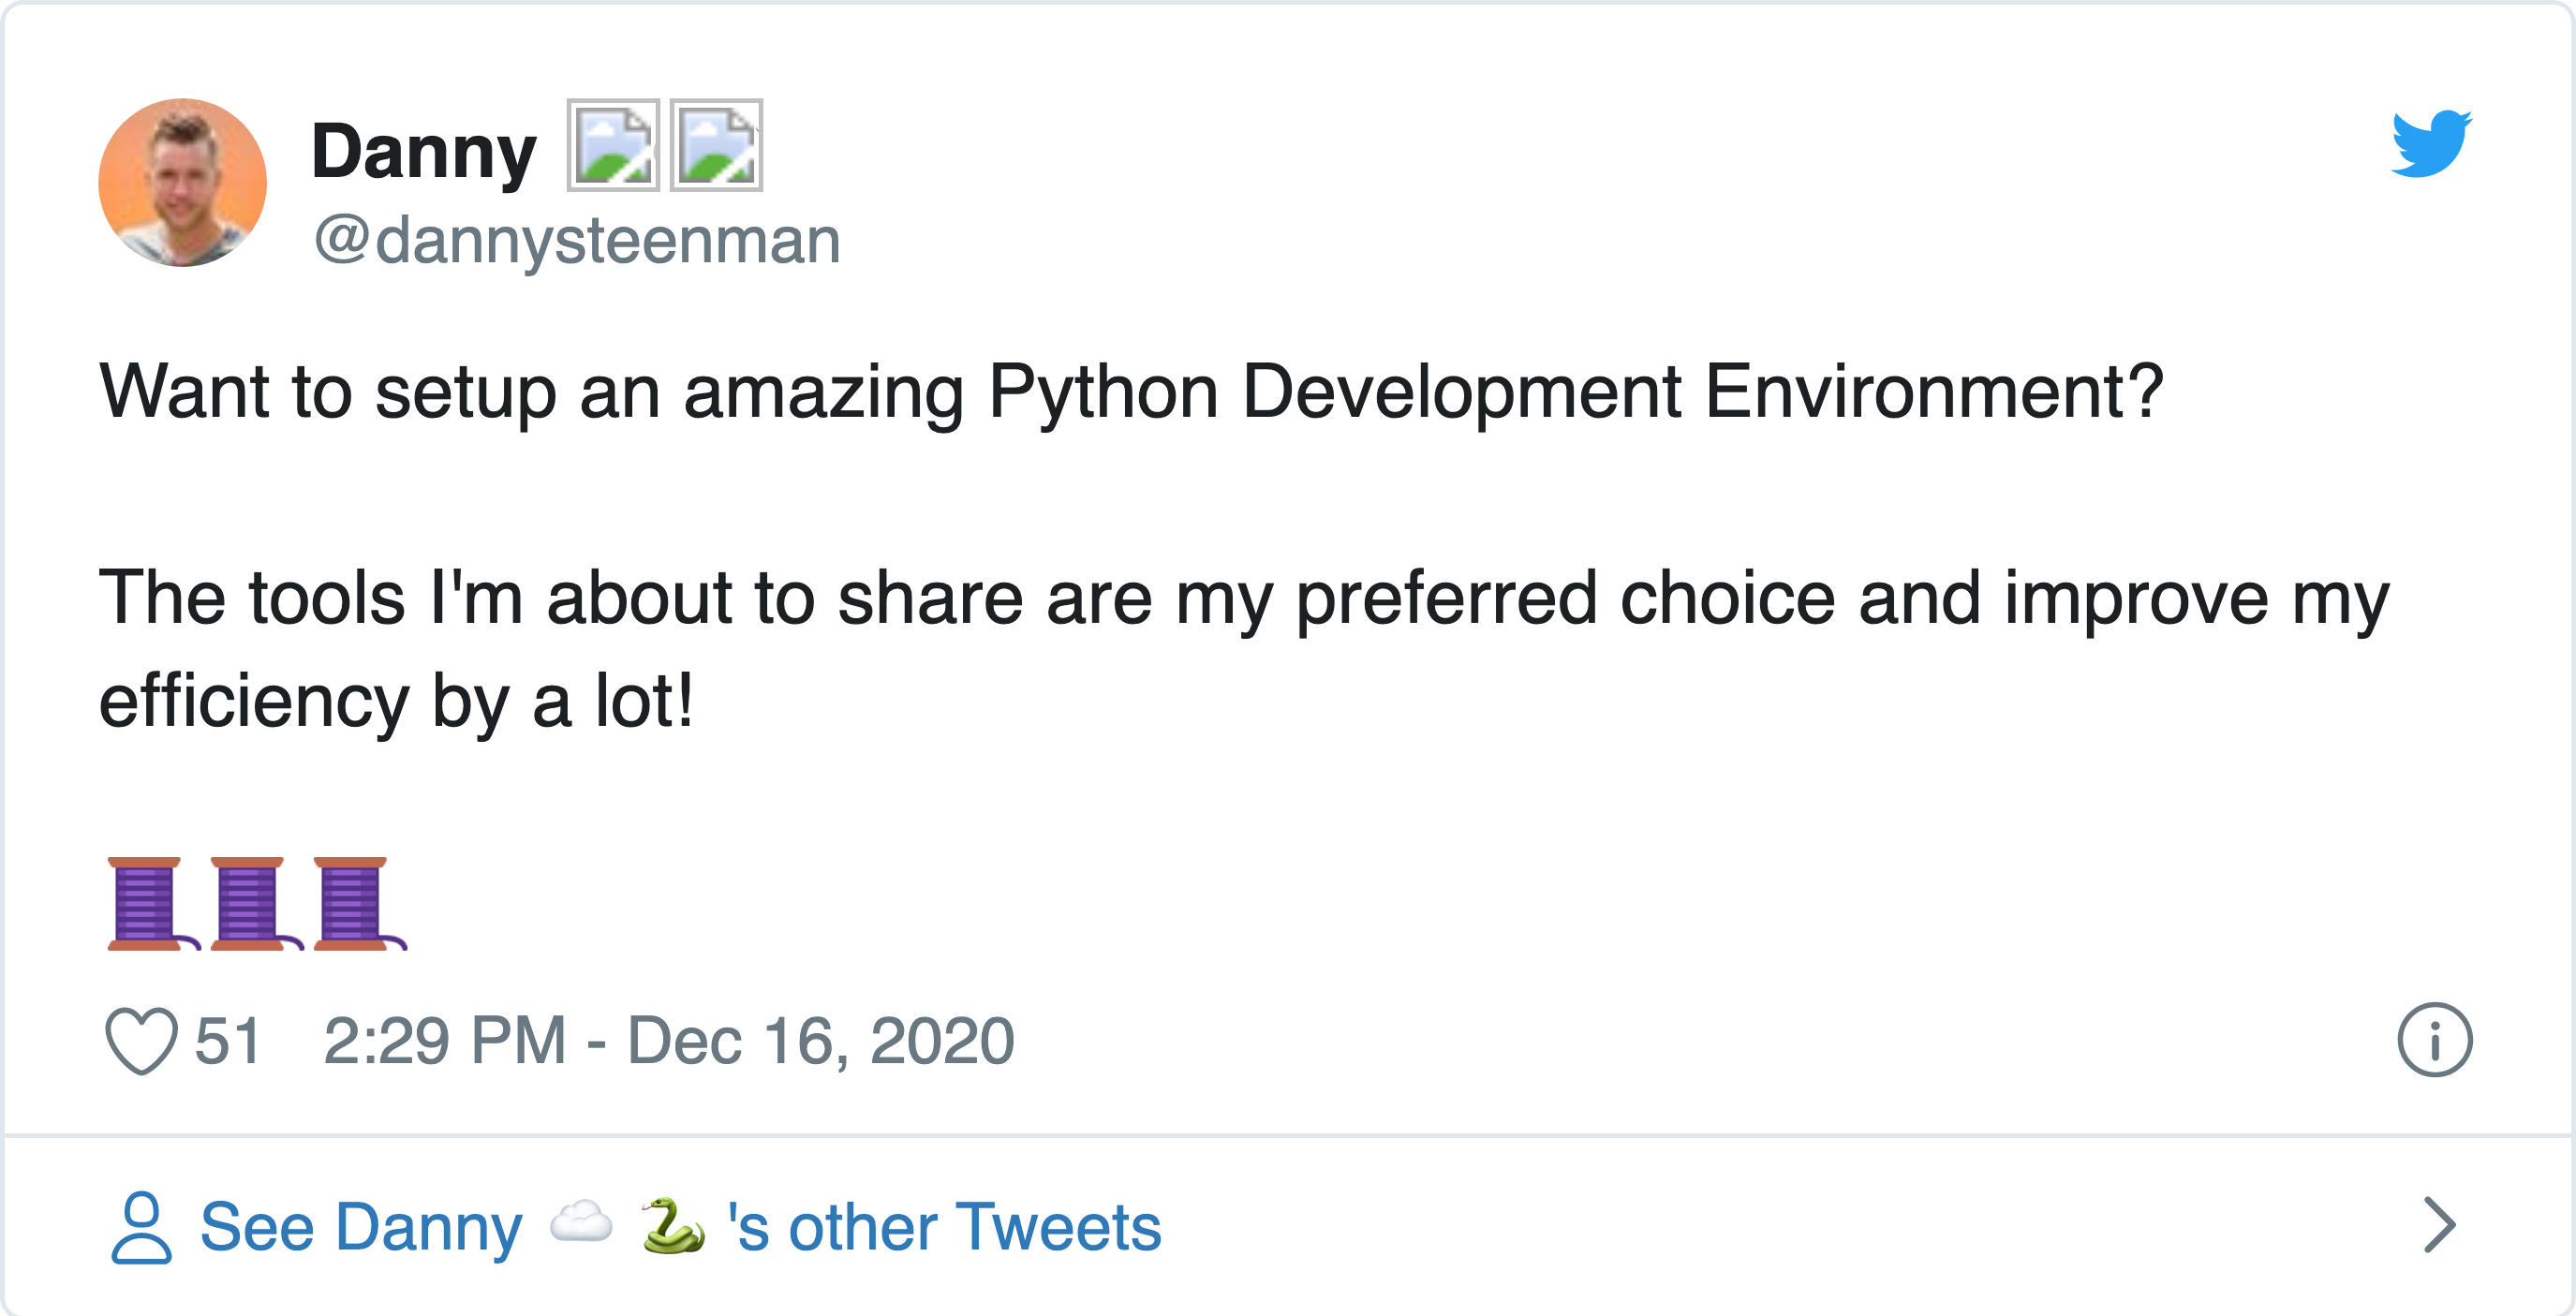 Danny
@dannysteenman
Want to setup an amazing Python Development Environment?
The tools I'm about to share are my preferred choice and improve my
efficiency by a lot!
🧵🧵🧵
51 2:29 PM - Dec 16, 2020
See Danny ☁️ 🐍 's other Tweets